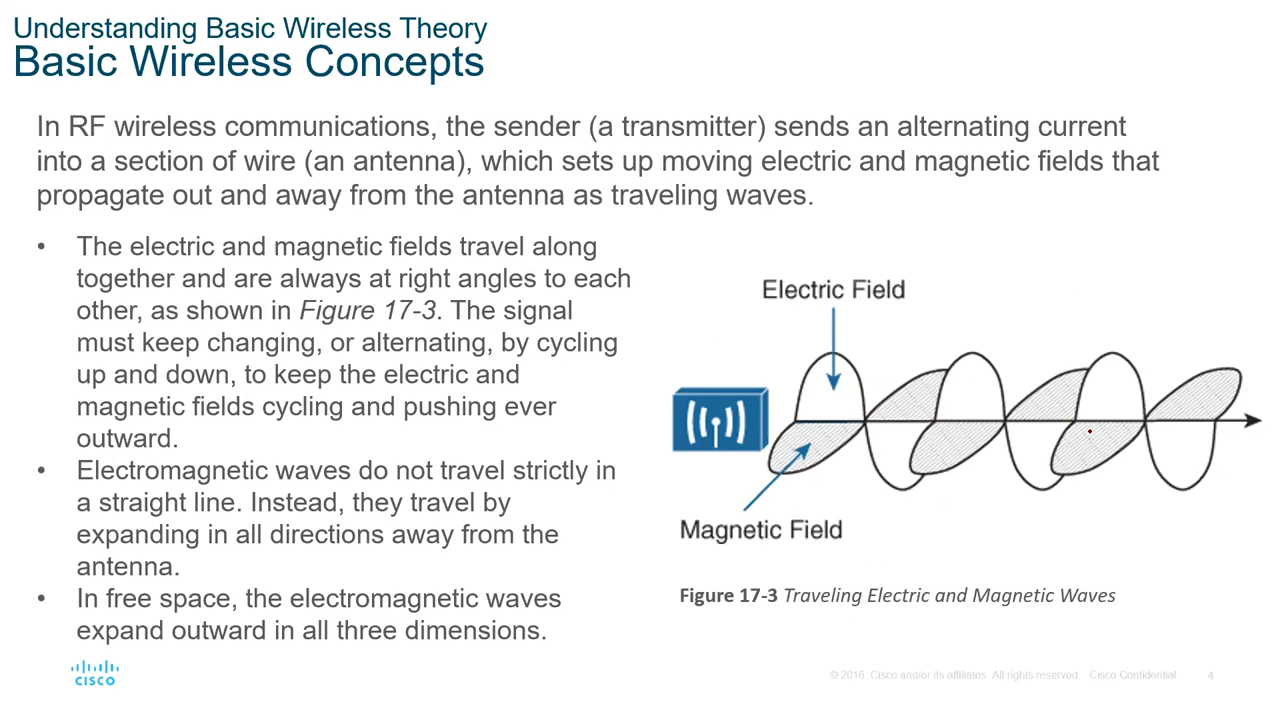 Understanding Basic Wireless Theory
Basic Wireless Concepts
In RF wireless communications, the sender (a transmitter) sends an alternating current
into a section of wire (an antenna), which sets up moving electric and magnetic fields that
propagate out and away from the antenna as traveling waves.
• The electric and magnetic fields travel along
together and are always at right angles to each
other, as shown in Figure 17-3. The signal
must keep changing, or alternating, by cycling
up and down, to keep the electric and
magnetic fields cycling and pushing ever
outward.
• Electromagnetic waves do not travel strictly in
a straight line. Instead, they travel by
expanding in all directions away from the
antenna.
• In free space, the electromagnetic waves
expand outward in all three dimensions.
Electric Field
Magnetic Field
Figure 17-3 Traveling Electric and Magnetic Waves
CISCO
© 2016 Cisco and/or its affiliates. All rights reserved. Cisco Confidential
4